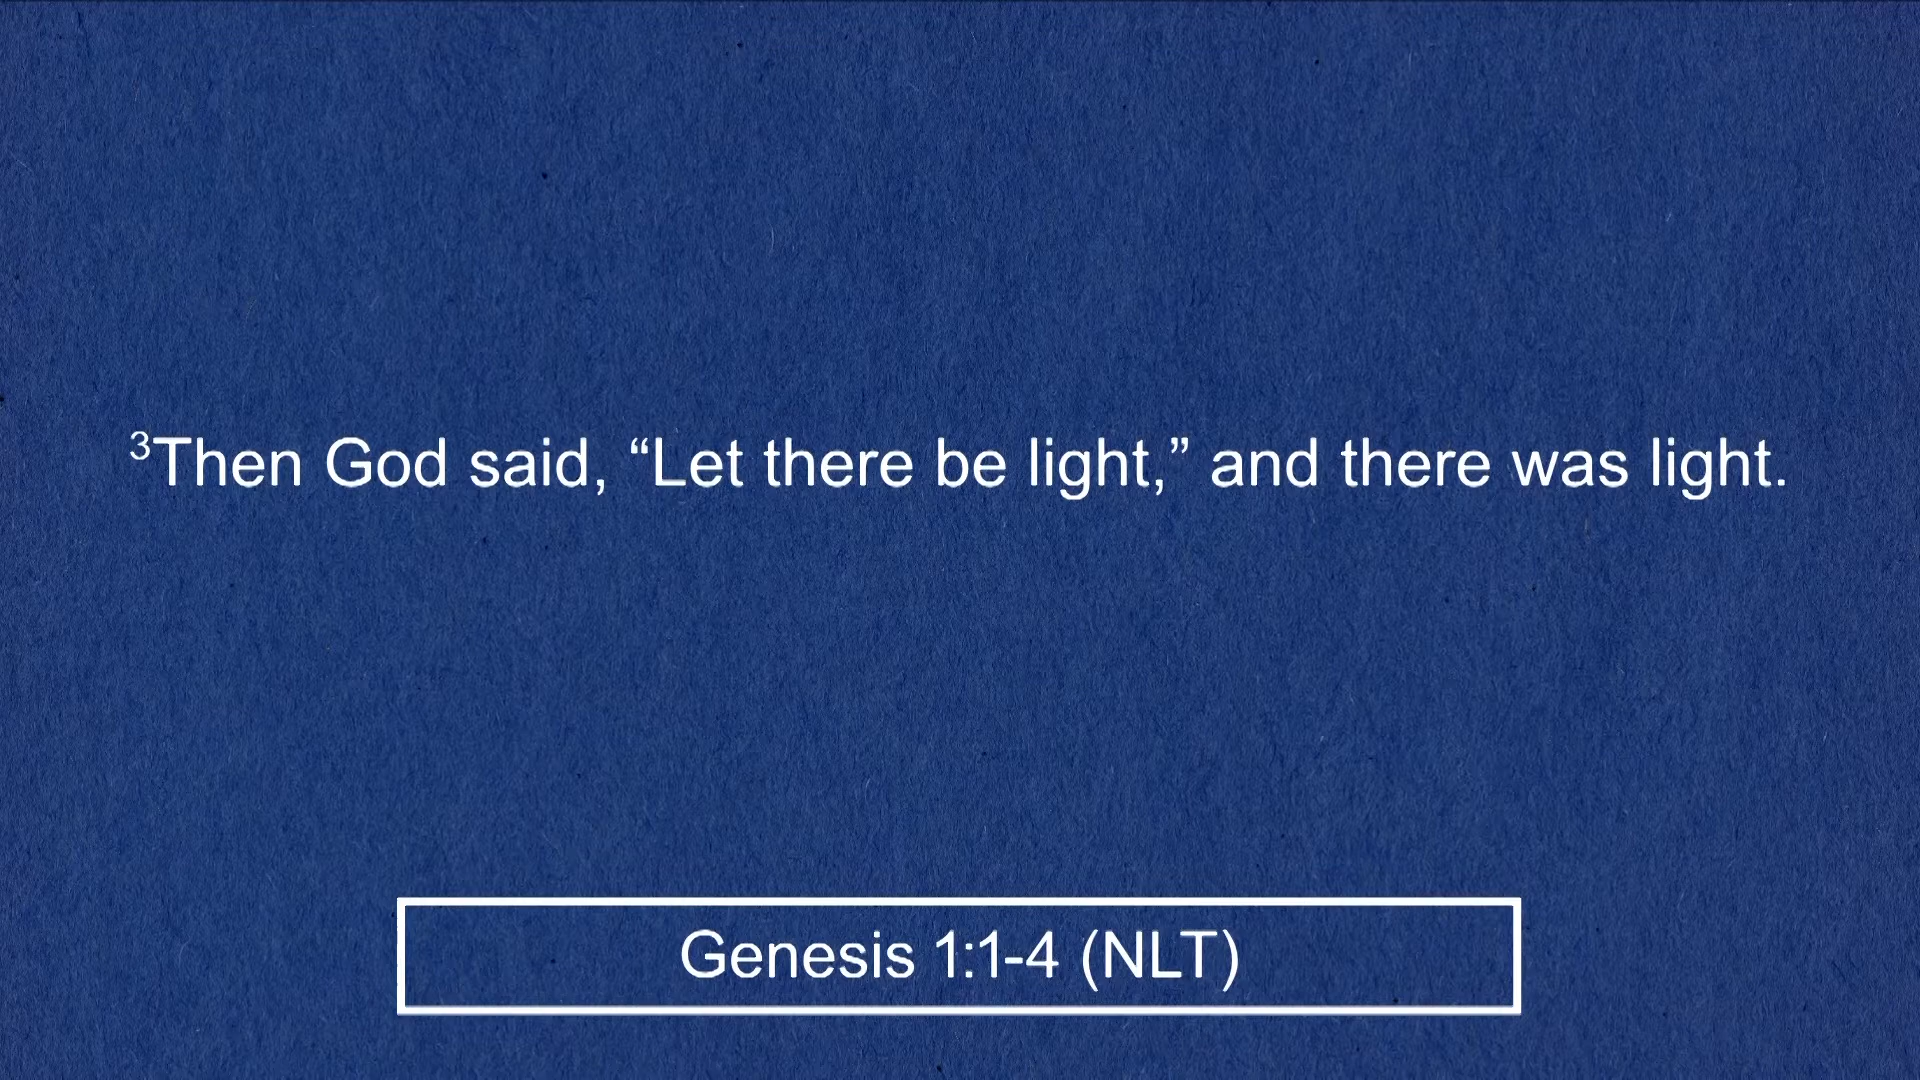 ³Then God said, “Let there be light,” and there was light.
Genesis 1:1-4 (NLT)